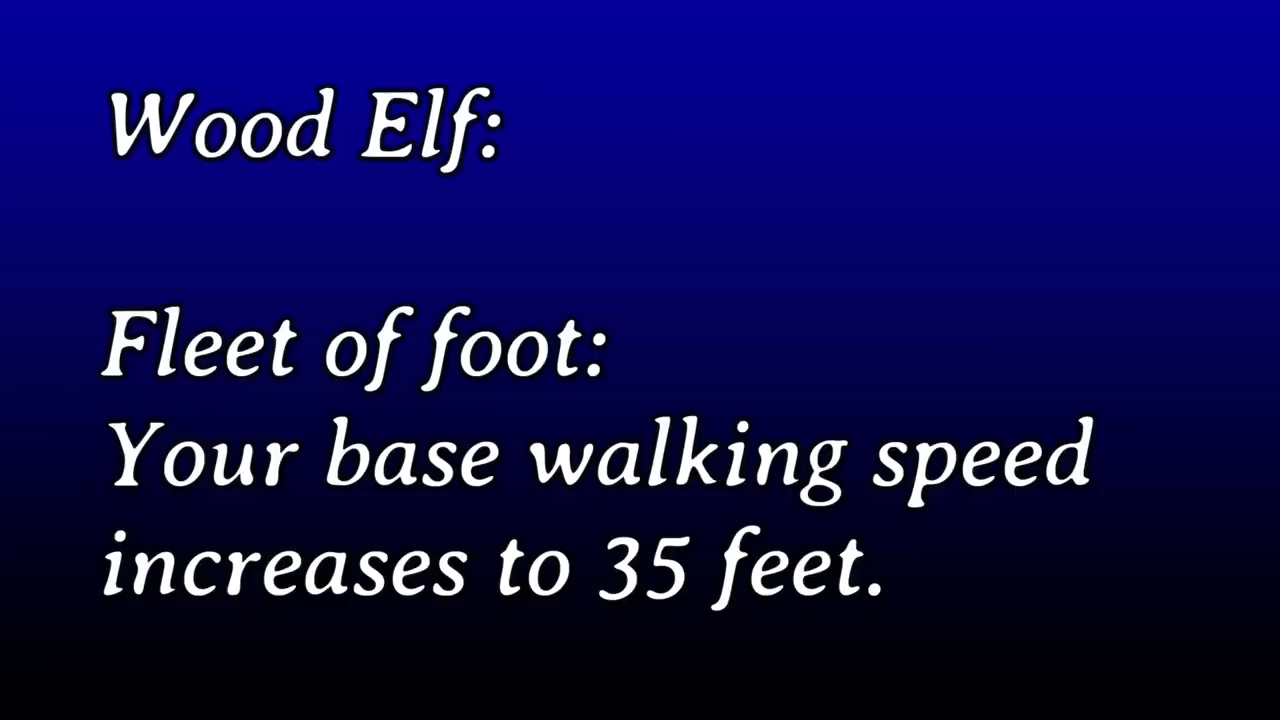 Wood Elf:
Fleet of foot:
Your base walking speed
increases to 35 feet.